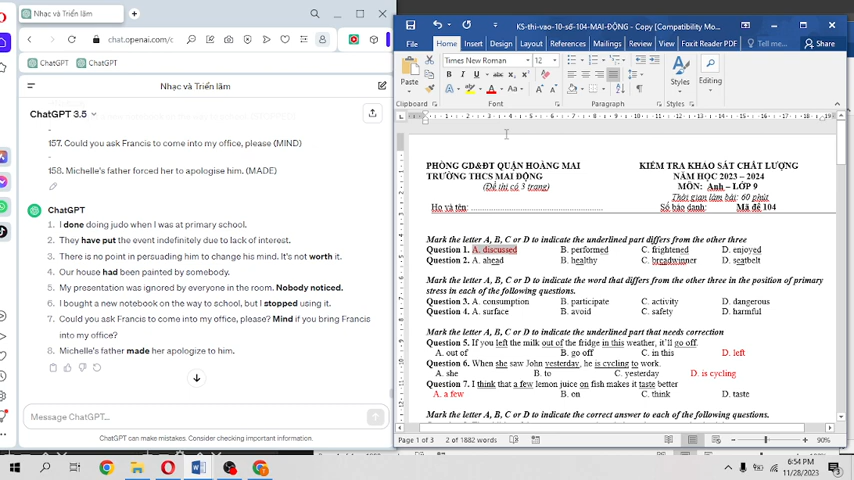 Nhạc và Triển lãm
chat.openai.com/c
ChatGPT
ChatGPT
Nhạc và Triển lãm
ChatGPT 3.5
157. Could you ask Francis to come into my office, please (MIND)
158. Michelle's father forced her to apologise him. (MADE)
ChatGPT
1. I done doing judo when I was at primary school.
2. They have put the event indefinitely due to lack of interest.
3. There is no point in persuading him to change his mind. It's not worth it.
4. Our house had been painted by somebody.
5. My presentation was ignored by everyone in the room. Nobody noticed.
6. I bought a new notebook on the way to school, but I stopped using it.
7. Could you ask Francis to come into my office, please? Mind if you bring Francis
into my office?
8. Michelle's father made her apologize to him.
Message ChatGPT...
ChatGPT can make mistakes. Consider checking important information.
KS-thi-vao-10-số-104-MAI-ĐỘNG - Copy [Compatibility Mo...
File
Home
Insert
Design
Layout
References
Mailings
Review
View
Foxit Reader PDF
Tell me...
Share
Paste
Times New Roman
12
Styles
Editing
Clipboard
Font
Paragraph
Styles
PHÒNG GD&ĐT QUẬN HOÀNG MAI
TRƯỜNG THCS MAI ĐỘNG
(Đề thi có 3 trang)
KIỂM TRA KHẢO SÁT CHẤT LƯỢNG
NĂM HỌC 2023 – 2024
MÔN: Anh – LỚP 9
Thời gian làm bài: 60 phút
Họ và tên: ............................................................
Số báo danh:
Mã đề 104
Mark the letter A, B, C or D to indicate the underlined part differs from the other three
Question 1. A. discussed B. performed C. frightened D. enjoyed
Question 2. A. ahead B. healthy C. breadwinner D. seatbelt
Mark the letter A, B, C or D to indicate the word that differs from the other three in the position of primary
stress in each of the following questions.
Question 3. A. consumption B. participate C. activity D. dangerous
Question 4. A. surface B. avoid C. safety D. harmful
Mark the letter A, B, C or D to indicate the underlined part that needs correction
Question 5. If you left the milk out of the fridge in this weather, it'll go off.
A. out of B. go off C. in this D. left
Question 6. When she saw John yesterday, he is cycling to work.
A. she B. to C. yesterday D. is cycling
Question 7. I think that a few lemon juice on fish makes it taste better
A. a few B. on C. think D. taste
Mark the letter A, B, C or D to indicate the correct answer to each of the following questions.
Page 1 of 3
2 of 1882 words
90%
6:54 PM
11/28/2023